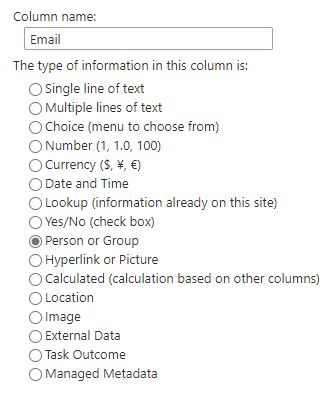 Column name:
Email
The type of information in this column is:
Single line of text
Multiple lines of text
Choice (menu to choose from)
Number (1, 1.0, 100)
Currency ($, ¥, €)
Date and Time
Lookup (information already on this site)
Yes/No (check box)
Person or Group
Hyperlink or Picture
Calculated (calculation based on other columns)
Location
Image
External Data
Task Outcome
Managed Metadata